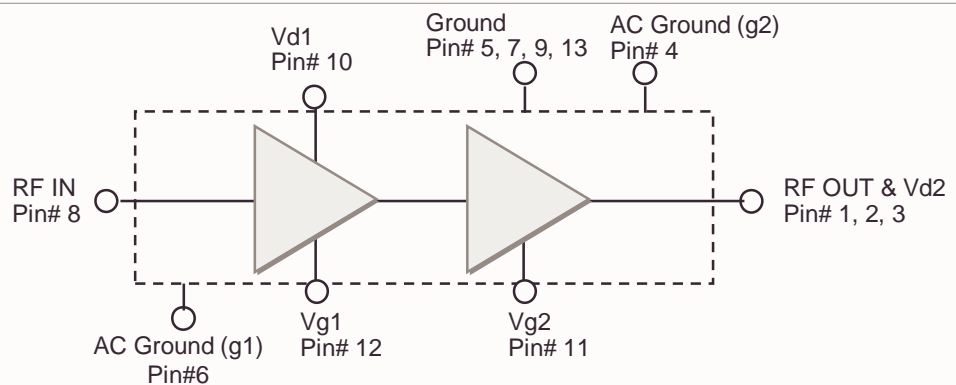 Vd1
Pin# 10
Ground
Pin# 5, 7, 9, 13
AC Ground (g2)
Pin# 4
RF IN
Pin# 8
RF OUT & Vd2
Pin# 1, 2, 3
AC Ground (g1)
Pin#6
Vg1
Pin# 12
Vg2
Pin# 11